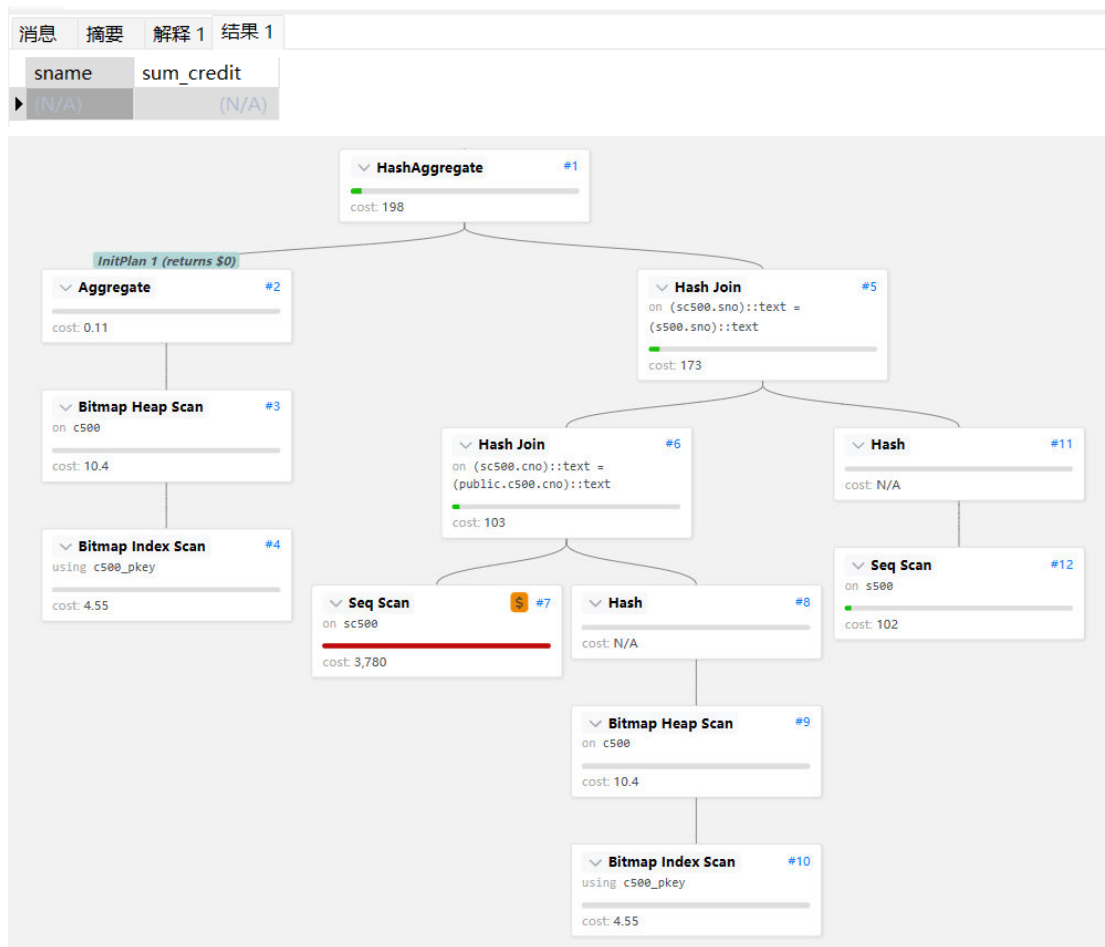 消息 摘要 解释 1 结果 1
sname sum_credit
(N/A) (N/A)
HashAggregate #1
cost: 198
InitPlan 1 (returns $0)
Aggregate #2
cost: 0.11
Hash Join #5
on (sc500.sno)::text =
(s500.sno)::text
cost: 173
Bitmap Heap Scan #3
on c500
cost: 10.4
Hash Join #6
on (sc500.cno)::text =
(public.c500.cno)::text
cost: 103
Hash #11
cost: N/A
Bitmap Index Scan #4
using c500_pkey
cost: 4.55
Seq Scan $ #7
on sc500
cost: 3,780
Hash #8
cost: N/A
Seq Scan #12
on s500
cost: 102
Bitmap Heap Scan #9
on c500
cost: 10.4
Bitmap Index Scan #10
using c500_pkey
cost: 4.55